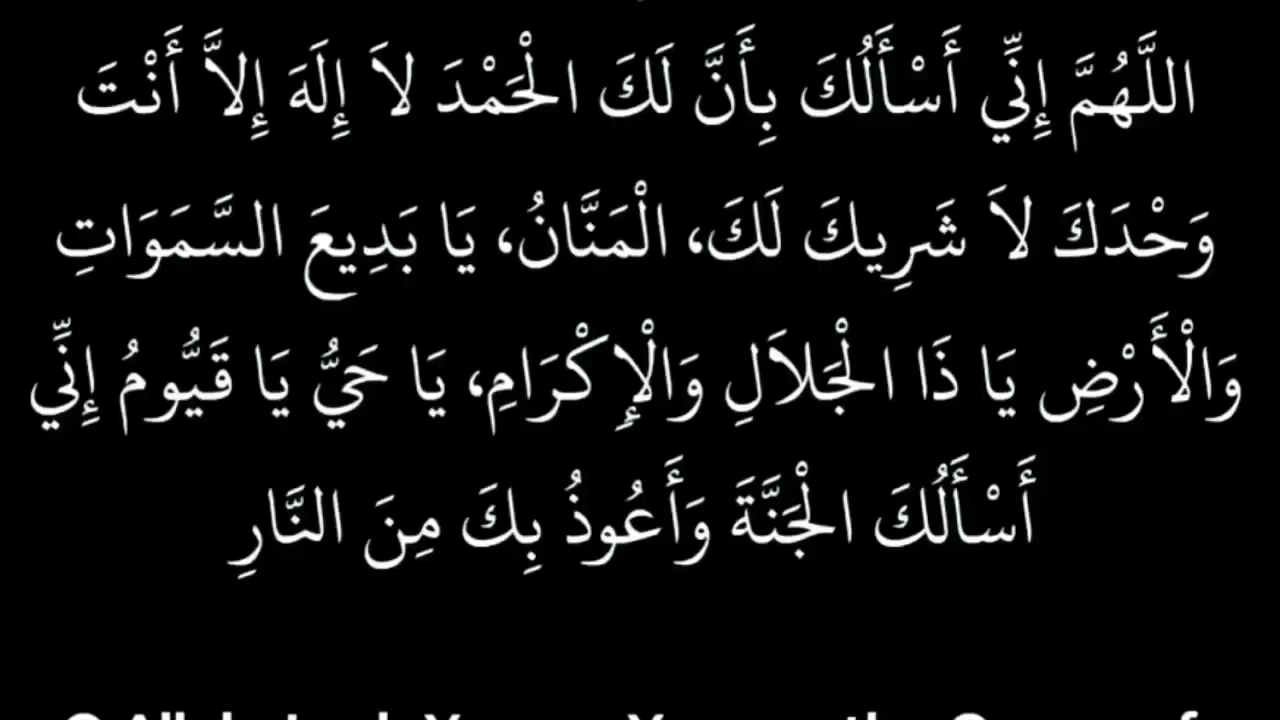 اللَّهُمَّ إِنِّي أَسْأَلُكَ بِأَنَّ لَكَ الْحَمْدَ لاَ إِلَهَ إِلاَّ أَنْتَ
وَحْدَكَ لاَ شَرِيكَ لَكَ، الْمَنَّانُ، يَا بَدِيعَ السَّمَوَاتِ
وَالْأَرْضِ يَا ذَا الْجَلاَلِ وَالْإِكْرَامِ، يَا حَيُّ يَا قَيُّومُ إِنِّي
أَسْأَلُكَ الْجَنَّةَ وَأَعُوذُ بِكَ مِنَ النَّارِ